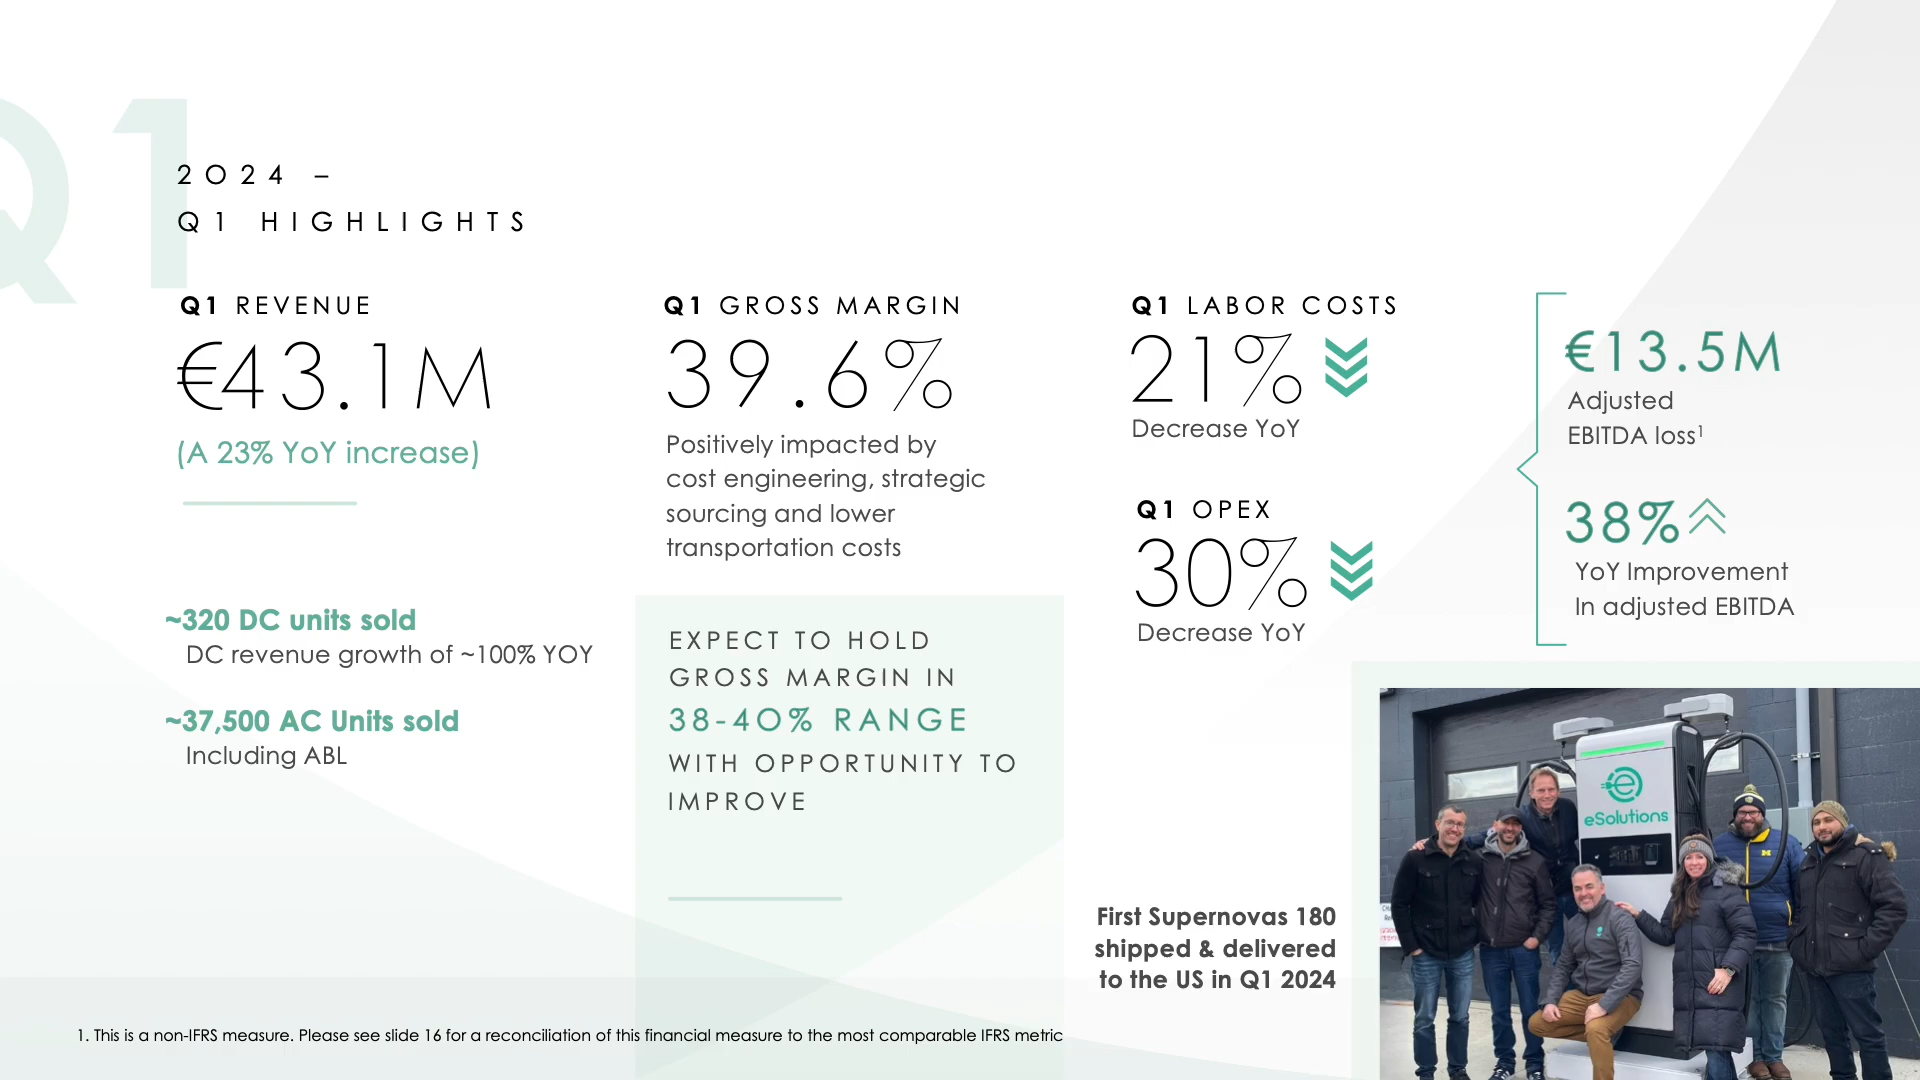 Q1
2024 –
Q1 HIGHLIGHTS
Q1 REVENUE
€43.1M
(A 23% YoY increase)
~320 DC units sold
DC revenue growth of ~100% YOY
~37,500 AC Units sold
Including ABL
Q1 GROSS MARGIN
39.6%
Positively impacted by
cost engineering, strategic
sourcing and lower
transportation costs
EXPECT TO HOLD
GROSS MARGIN IN
38-40% RANGE
WITH OPPORTUNITY TO
IMPROVE
Q1 LABOR COSTS
21%
Decrease YoY
Q1 OPEX
30%
Decrease YoY
€13.5M
Adjusted
EBITDA loss¹
38%
YoY Improvement
In adjusted EBITDA
First Supernovas 180
shipped & delivered
to the US in Q1 2024
eSolutions
M
1. This is a non-IFRS measure. Please see slide 16 for a reconciliation of this financial measure to the most comparable IFRS metric